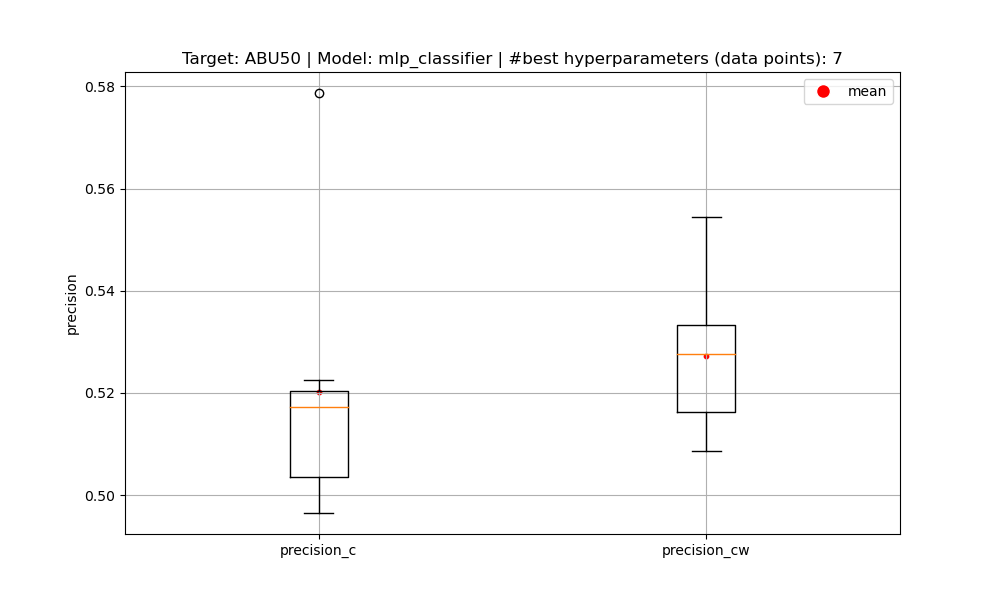 Target: ABU50 | Model: mlp_classifier | #best hyperparameters (data points): 7
mean
0.58
0.56
0.54
0.52
0.50
precision
precision_c
precision_cw